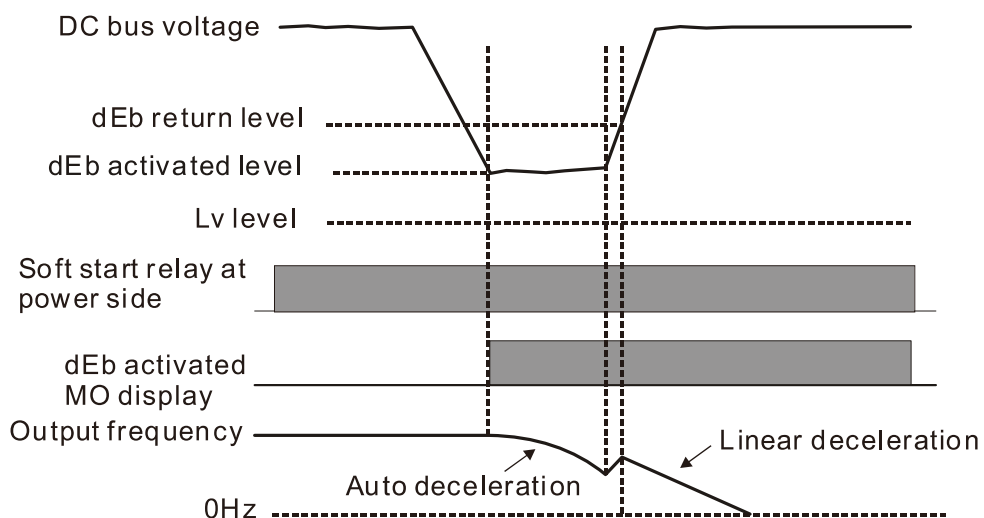 DC bus voltage
dEb return level
dEb activated level
Lv level
Soft start relay at
power side
dEb activated
MO display
Output frequency
Linear deceleration
Auto deceleration
0Hz